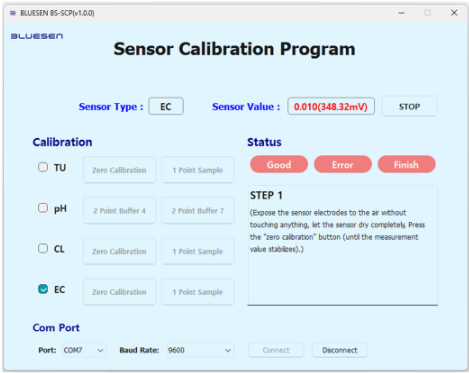 BLUESEN BS-SCP(v1.0.0)
BLUESEN
Sensor Calibration Program
Sensor Type : EC Sensor Value : 0.010(348.32mV) STOP
Calibration
TU Zero Calibration 1 Point Sample
pH 2 Point Buffer 4 2 Point Buffer 7
CL Zero Calibration 1 Point Sample
EC Zero Calibration 1 Point Sample
Status
Good Error Finish
STEP 1
(Expose the sensor electrodes to the air without
touching anything, let the sensor dry completely, Press
the "zero calibration" button (until the measurement
value stabilizes).)
Com Port
Port: COM7 Baud Rate: 9600 Connect Disconnect